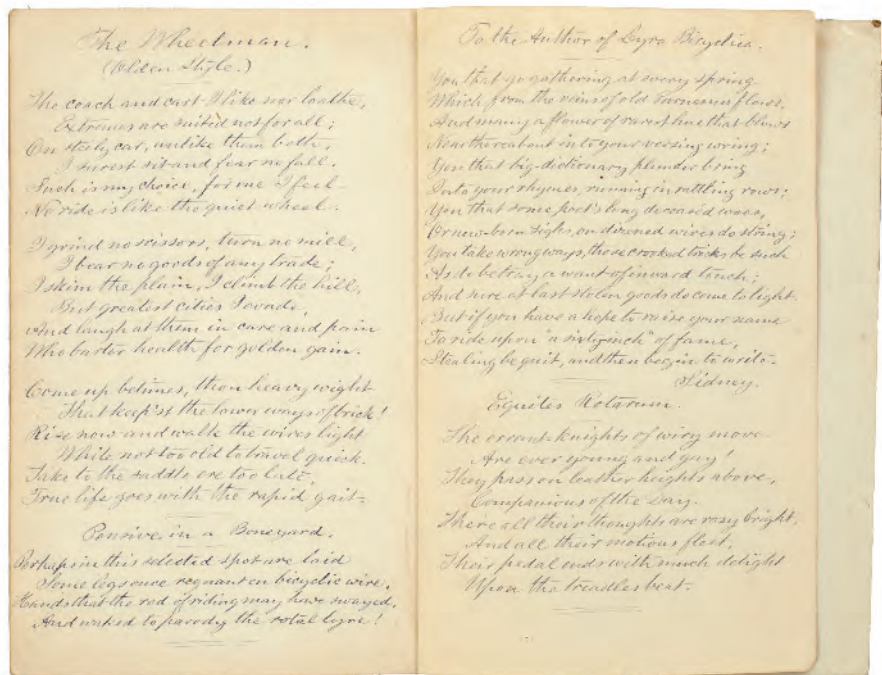 The Wheelman.
(Olden Style.)
The coach and cart I like nor loathe,
Extremes are suited not for all;
On steely car, unlike them both,
I surest sit and fear no fall.
Such is my choice, for me I feel
No ride is like the quiet wheel.
I grind no scissors, turn no mill,
I bear no goods of any trade;
I skim the plain, I climb the hill,
But greatest cities I evade,
And laugh at them in care and pain
Who barter health for golden gain.
Come up betimes, thou heavy wight
That keep'st the lower ways of brick!
Rise now and walk the wires light
While not too old to travel quick.
Take to the saddle ere too late,
True life goes with the rapid gait.
Pensive in a Boneyard.
Perhaps in this selected spot are laid
Some legs once regnant on bicyclic wire,
Hands that the rod of riding may have swayed,
And waked to parody the rotal lyre!
To the Author of Lyra Bicyclica.
You that go gathering at every spring
Which from the veins of old Parnassus flows,
And many a flower of rarest hue that blows
Near thereabout into your versing wring;
You that big-dictionary plunder bring
Into your rhymes, running in rattling rows;
You that some poet's long deceased woes,
Or new-born sighs, on disened wires do string;
You take wrong ways, those crooked tricks be such
As do betray a want of inward touch;
And sure at last stolen goods do come to light.
But if you have a hope to raise your name
To ride upon "a sixty inch" of fame,
Stealing be quit, and then begin to write.
Sidney.
Equites Rotarum.
The errant knights of wiry move
Are ever young and gay!
They pass on leather heights above,
Companions of the Day.
There all their thoughts are rosy bright,
And all their motions fleet,
Their pedal ends with much delight
Upon the treadles beat.